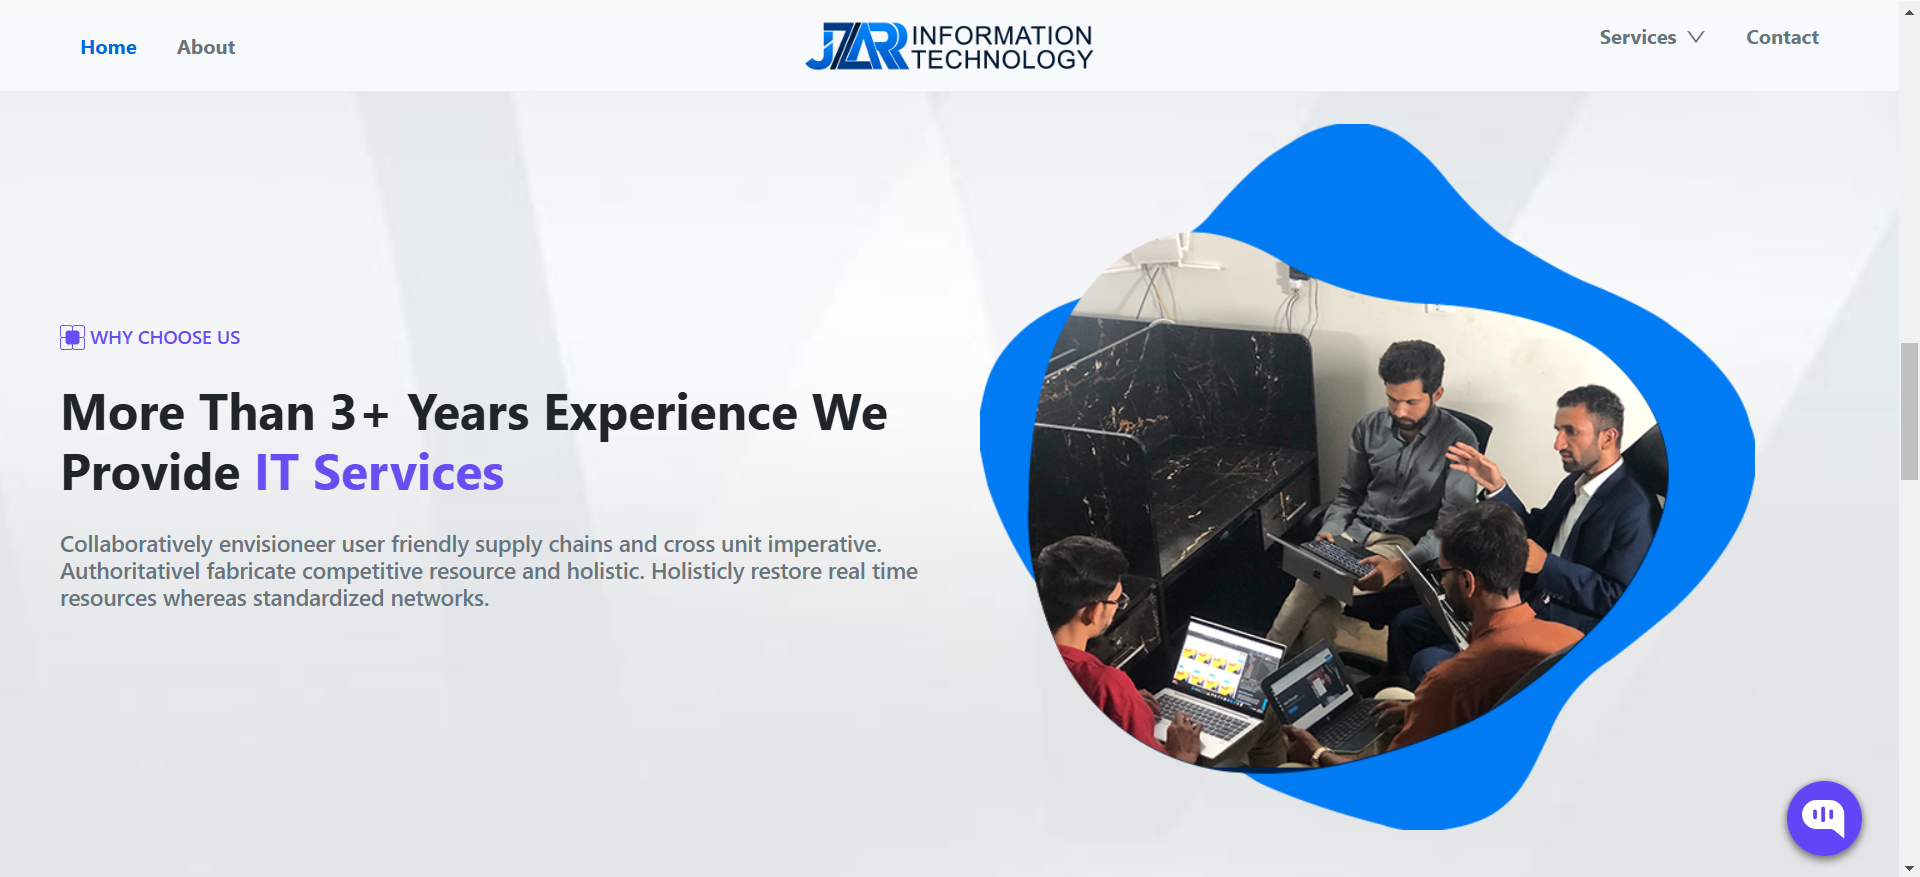 Home
About
JZARR INFORMATION
TECHNOLOGY
Services
Contact
WHY CHOOSE US
More Than 3+ Years Experience We
Provide IT Services
Collaboratively envisioneer user friendly supply chains and cross unit imperative.
Authoritativel fabricate competitive resource and holistic. Holisticly restore real time
resources whereas standardized networks.